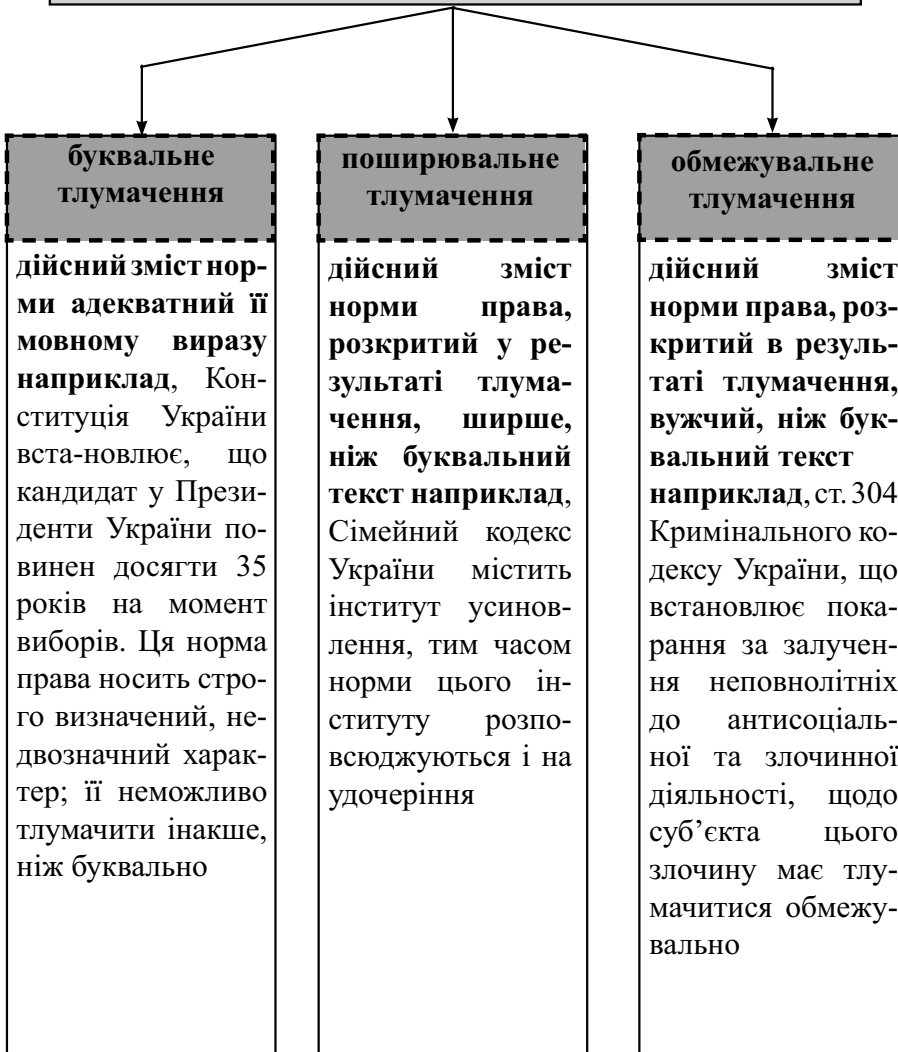 буквальне
тлумачення
дійсний зміст нор-
ми адекватний її
мовному виразу
наприклад, Кон-
ституція України
вста-новлює, що
кандидат у Прези-
денти України по-
винен досягти 35
років на момент
виборів. Ця норма
права носить стро-
го визначений, не-
двозначний харак-
тер; її неможливо
тлумачити інакше,
ніж буквально
поширювальне
тлумачення
дійсний зміст
норми права,
розкритий у ре-
зультаті тлума-
чення, ширше,
ніж буквальний
текст наприклад,
Сімейний кодекс
України містить
інститут усинов-
лення, тим часом
норми цього ін-
ституту розпо-
всюджуються і на
удочеріння
обмежувальне
тлумачення
дійсний зміст
норми права, роз-
критий в резуль-
таті тлумачення,
вужчий, ніж бук-
вальний текст
наприклад, ст. 304
Кримінального ко-
дексу України, що
встановлює пока-
рання за залучен-
ня неповнолітніх
до антисоціаль-
ної та злочинної
діяльності, щодо
суб’єкта цього
злочину має тлу-
мачитися обмежу-
вально